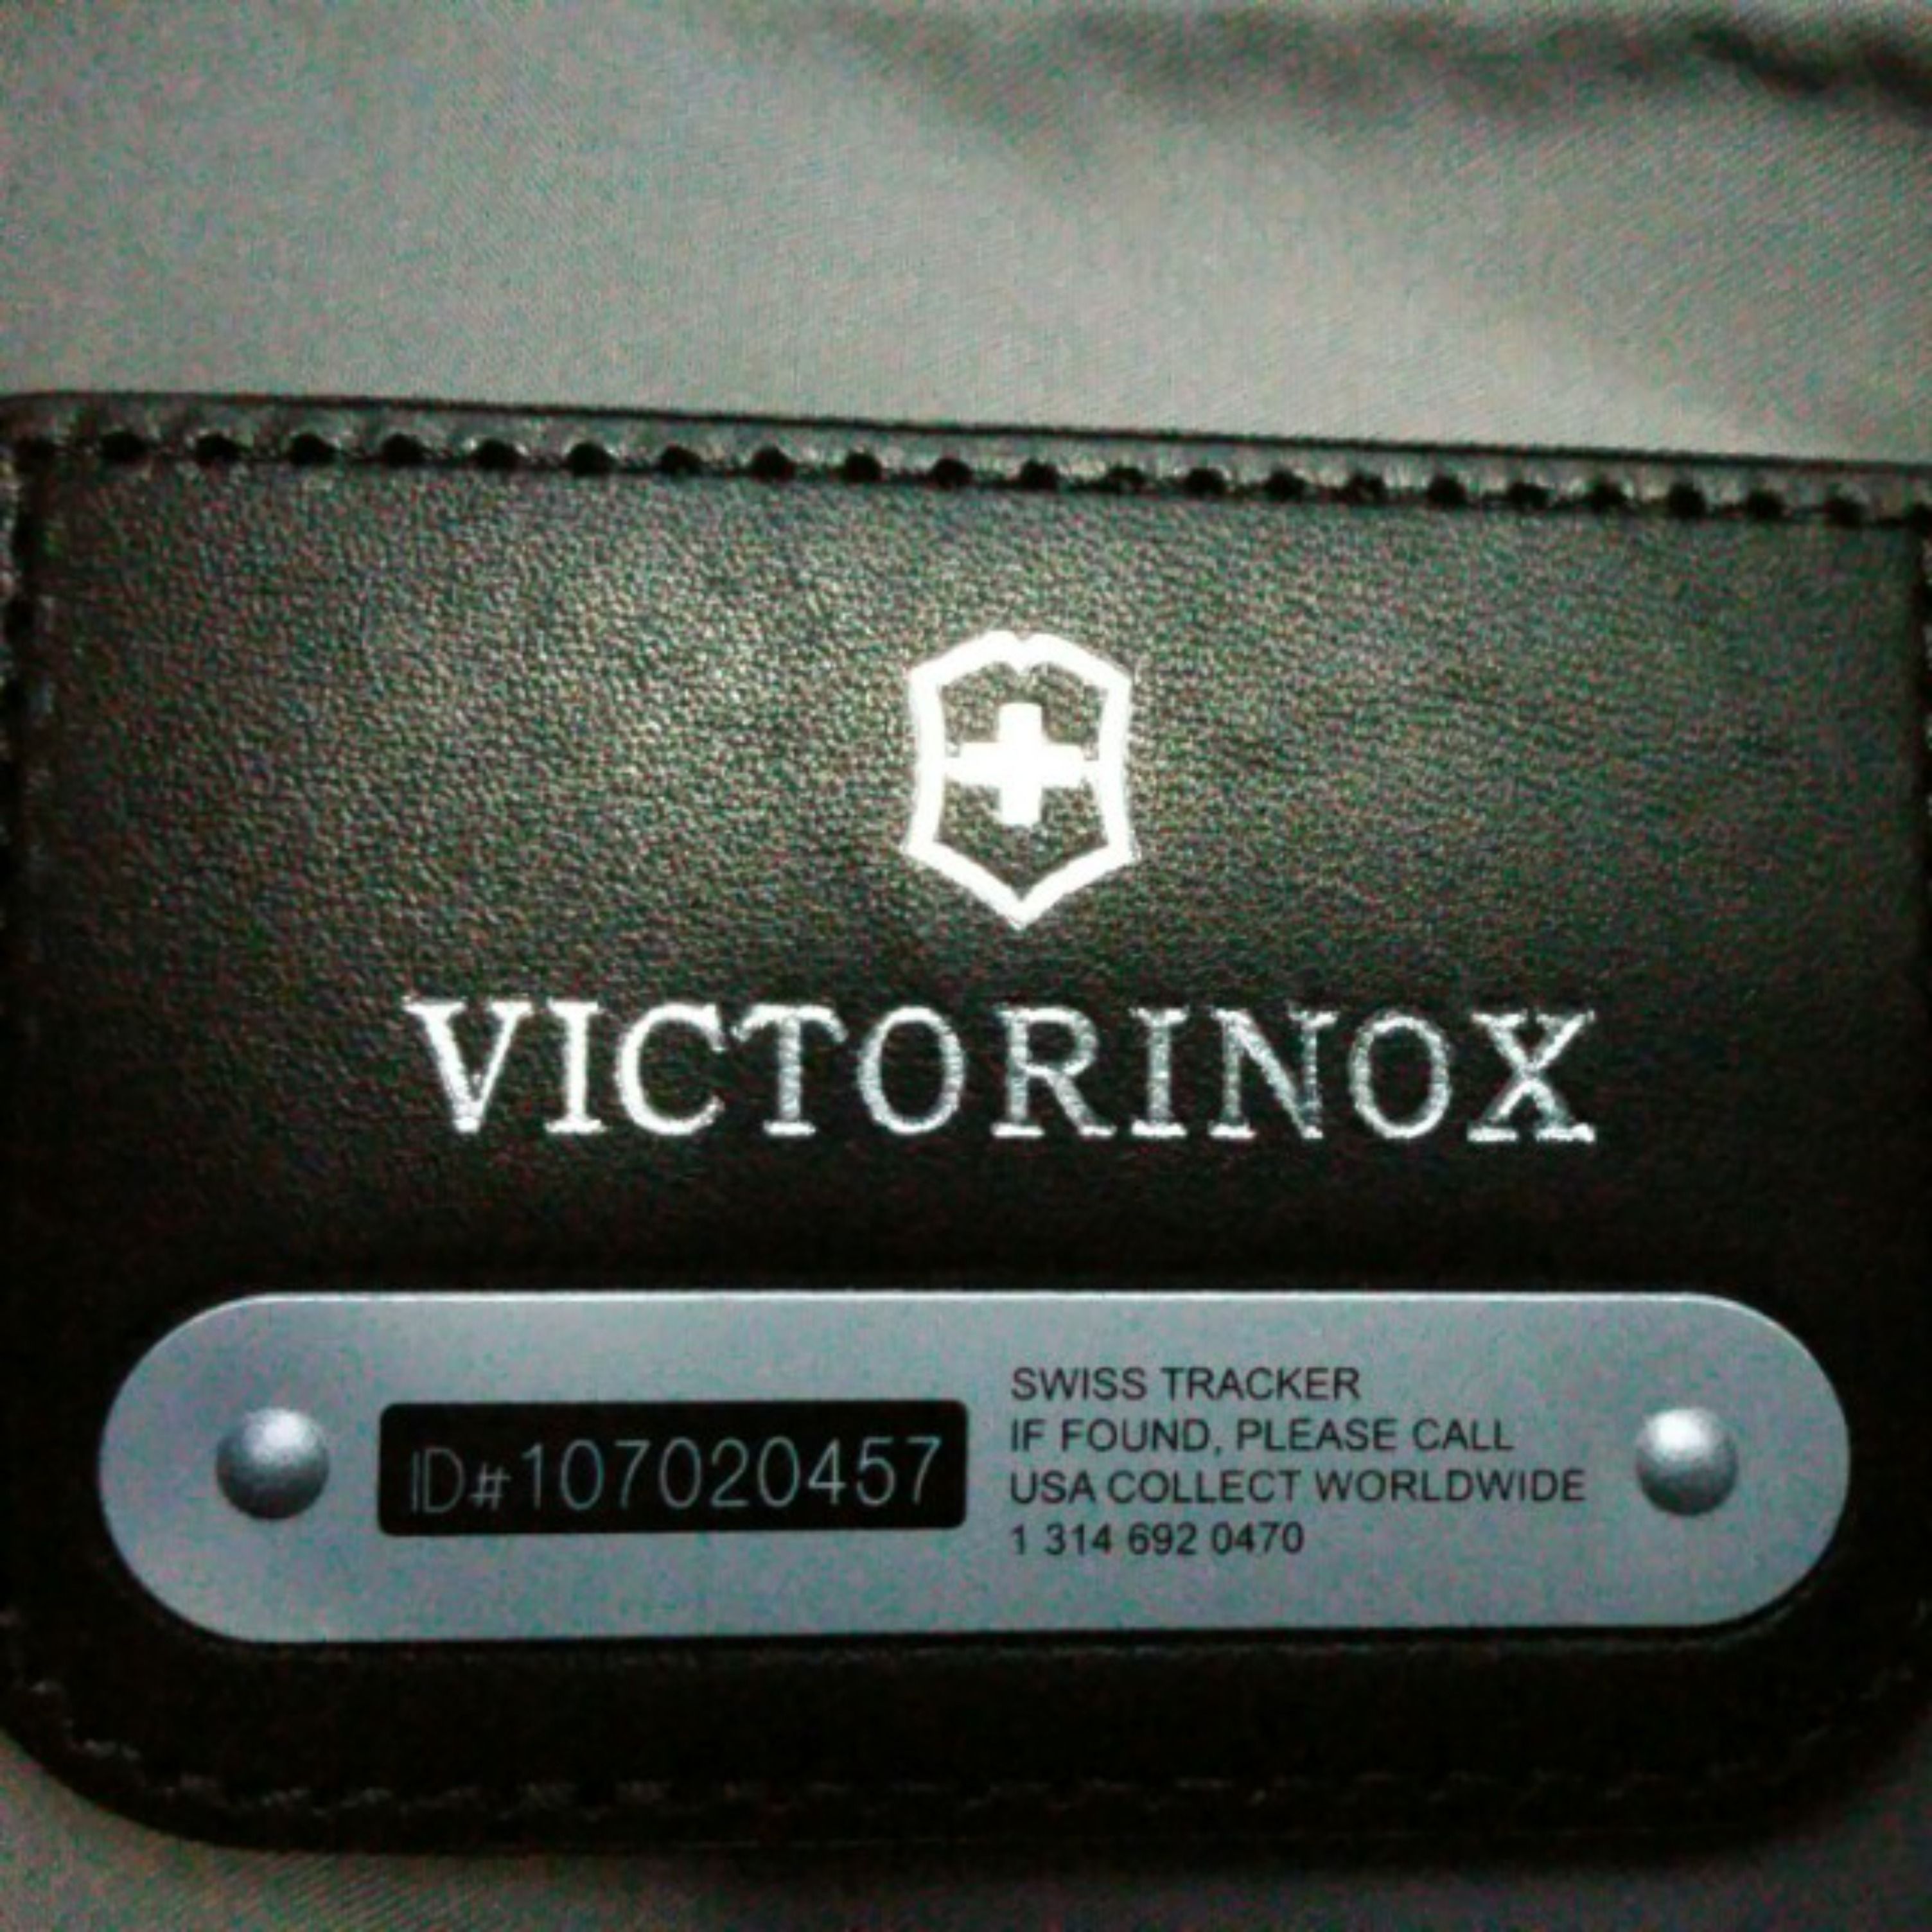 VICTORINOX
ID#107020457
SWISS TRACKER
IF FOUND, PLEASE CALL
USA COLLECT WORLDWIDE
1 314 692 0470